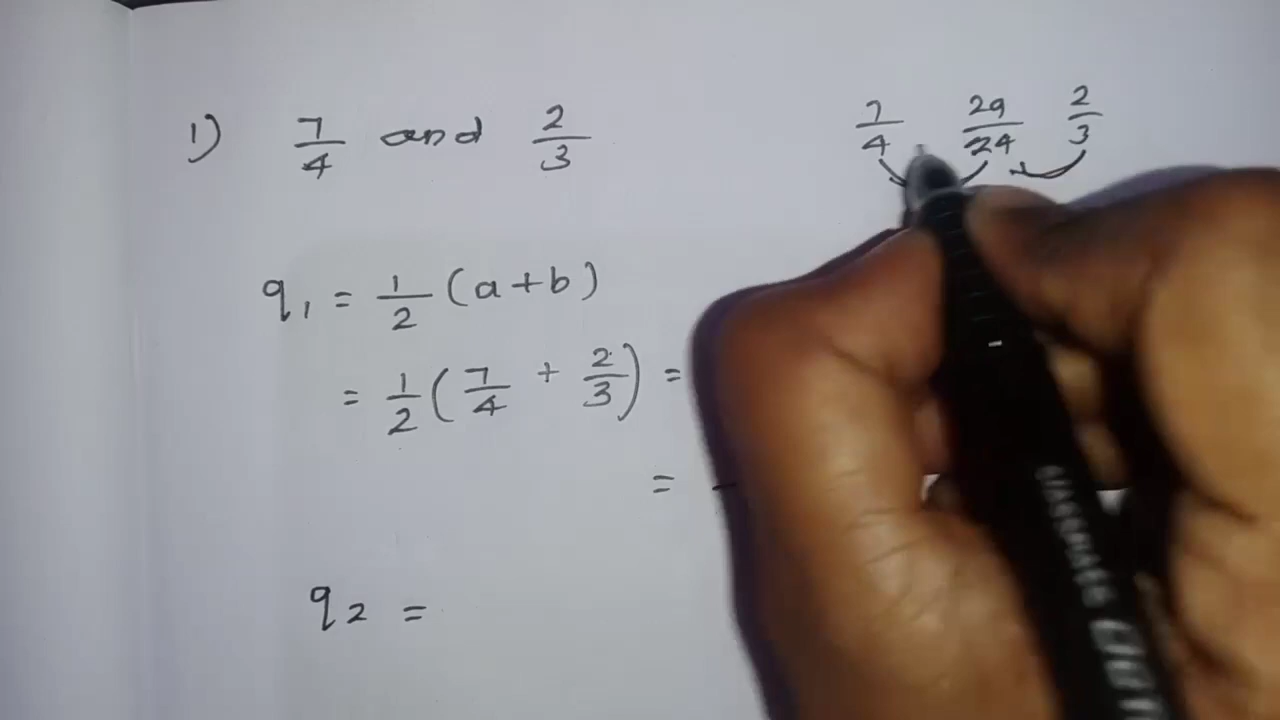 1) 7/4 and 2/3
7/4 29/24 2/3
q₁ = 1/2 (a+b)
= 1/2 (7/4 + 2/3) =
=
q₂ =